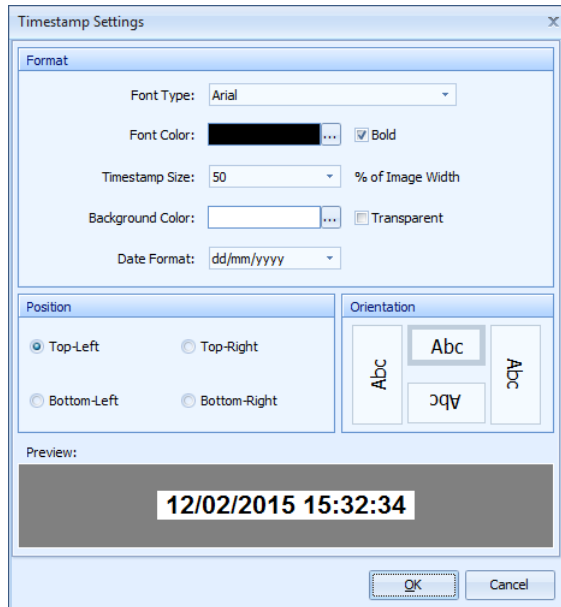 Timestamp Settings x
Format
Font Type: Arial
Font Color: ... Bold
Timestamp Size: 50 % of Image Width
Background Color: ... Transparent
Date Format: dd/mm/yyyy
Position
Top-Left Top-Right
Bottom-Left Bottom-Right
Orientation
Abc
Abc
Abc
Abc
Preview:
12/02/2015 15:32:34
OK Cancel